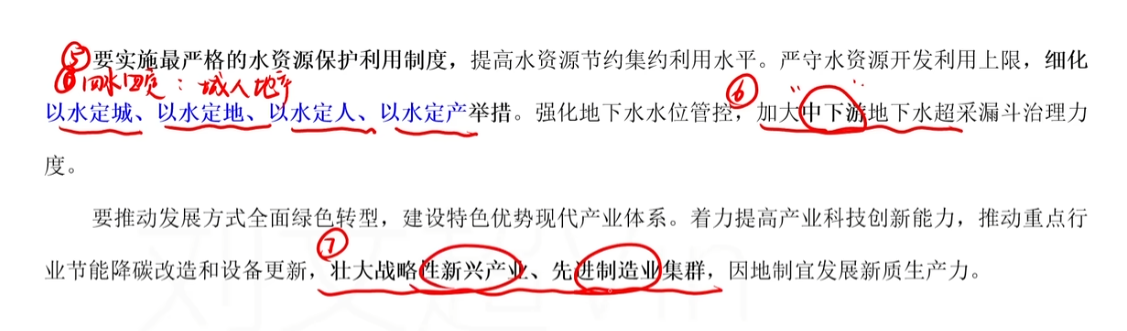 ⑤要实施最严格的水资源保护利用制度，提高水资源节约集约利用水平。严守水资源开发利用上限，细化
四水四定：城人地产
⑥
以水定城、以水定地、以水定人、以水定产举措。强化地下水水位管控，加大中下游地下水超采漏斗治理力
度。
要推动发展方式全面绿色转型，建设特色优势现代产业体系。着力提高产业科技创新能力，推动重点行
⑦
业节能降碳改造和设备更新，壮大战略性新兴产业、先进制造业集群，因地制宜发展新质生产力。